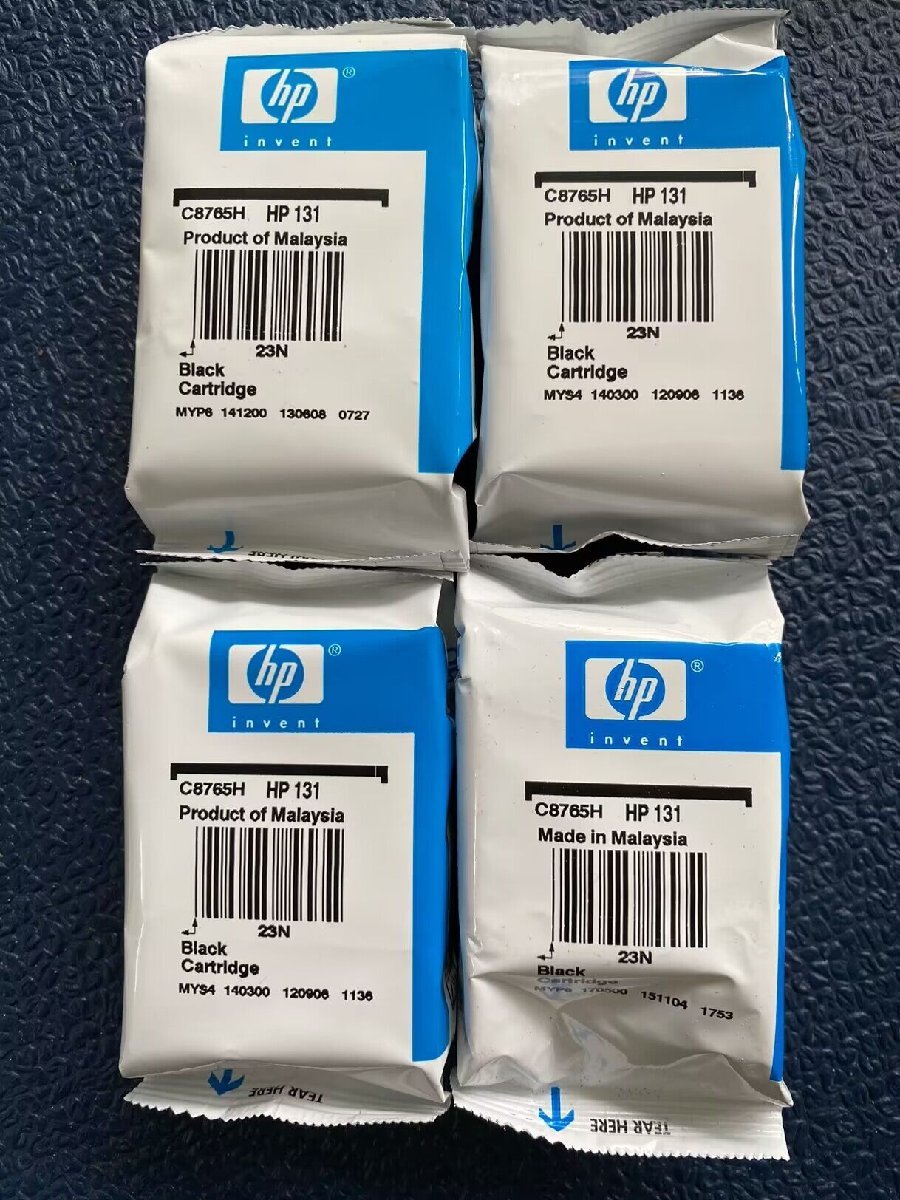 hp ®
invent
C8765H HP 131
Product of Malaysia
23N
Black
Cartridge
MYP6 141200 130608 0727
hp
invent
C8765H HP 131
Product of Malaysia
23N
Black
Cartridge
MYS4 140300 120906 1136
HERE
hp ®
invent
C8765H HP 131
Product of Malaysia
23N
Black
Cartridge
MYS4 140300 120906 1136
TEAR HERE
hp ®
invent
C8765H HP 131
Made in Malaysia
23N
Black
Cartridge
151104 1753
TEAR HERE